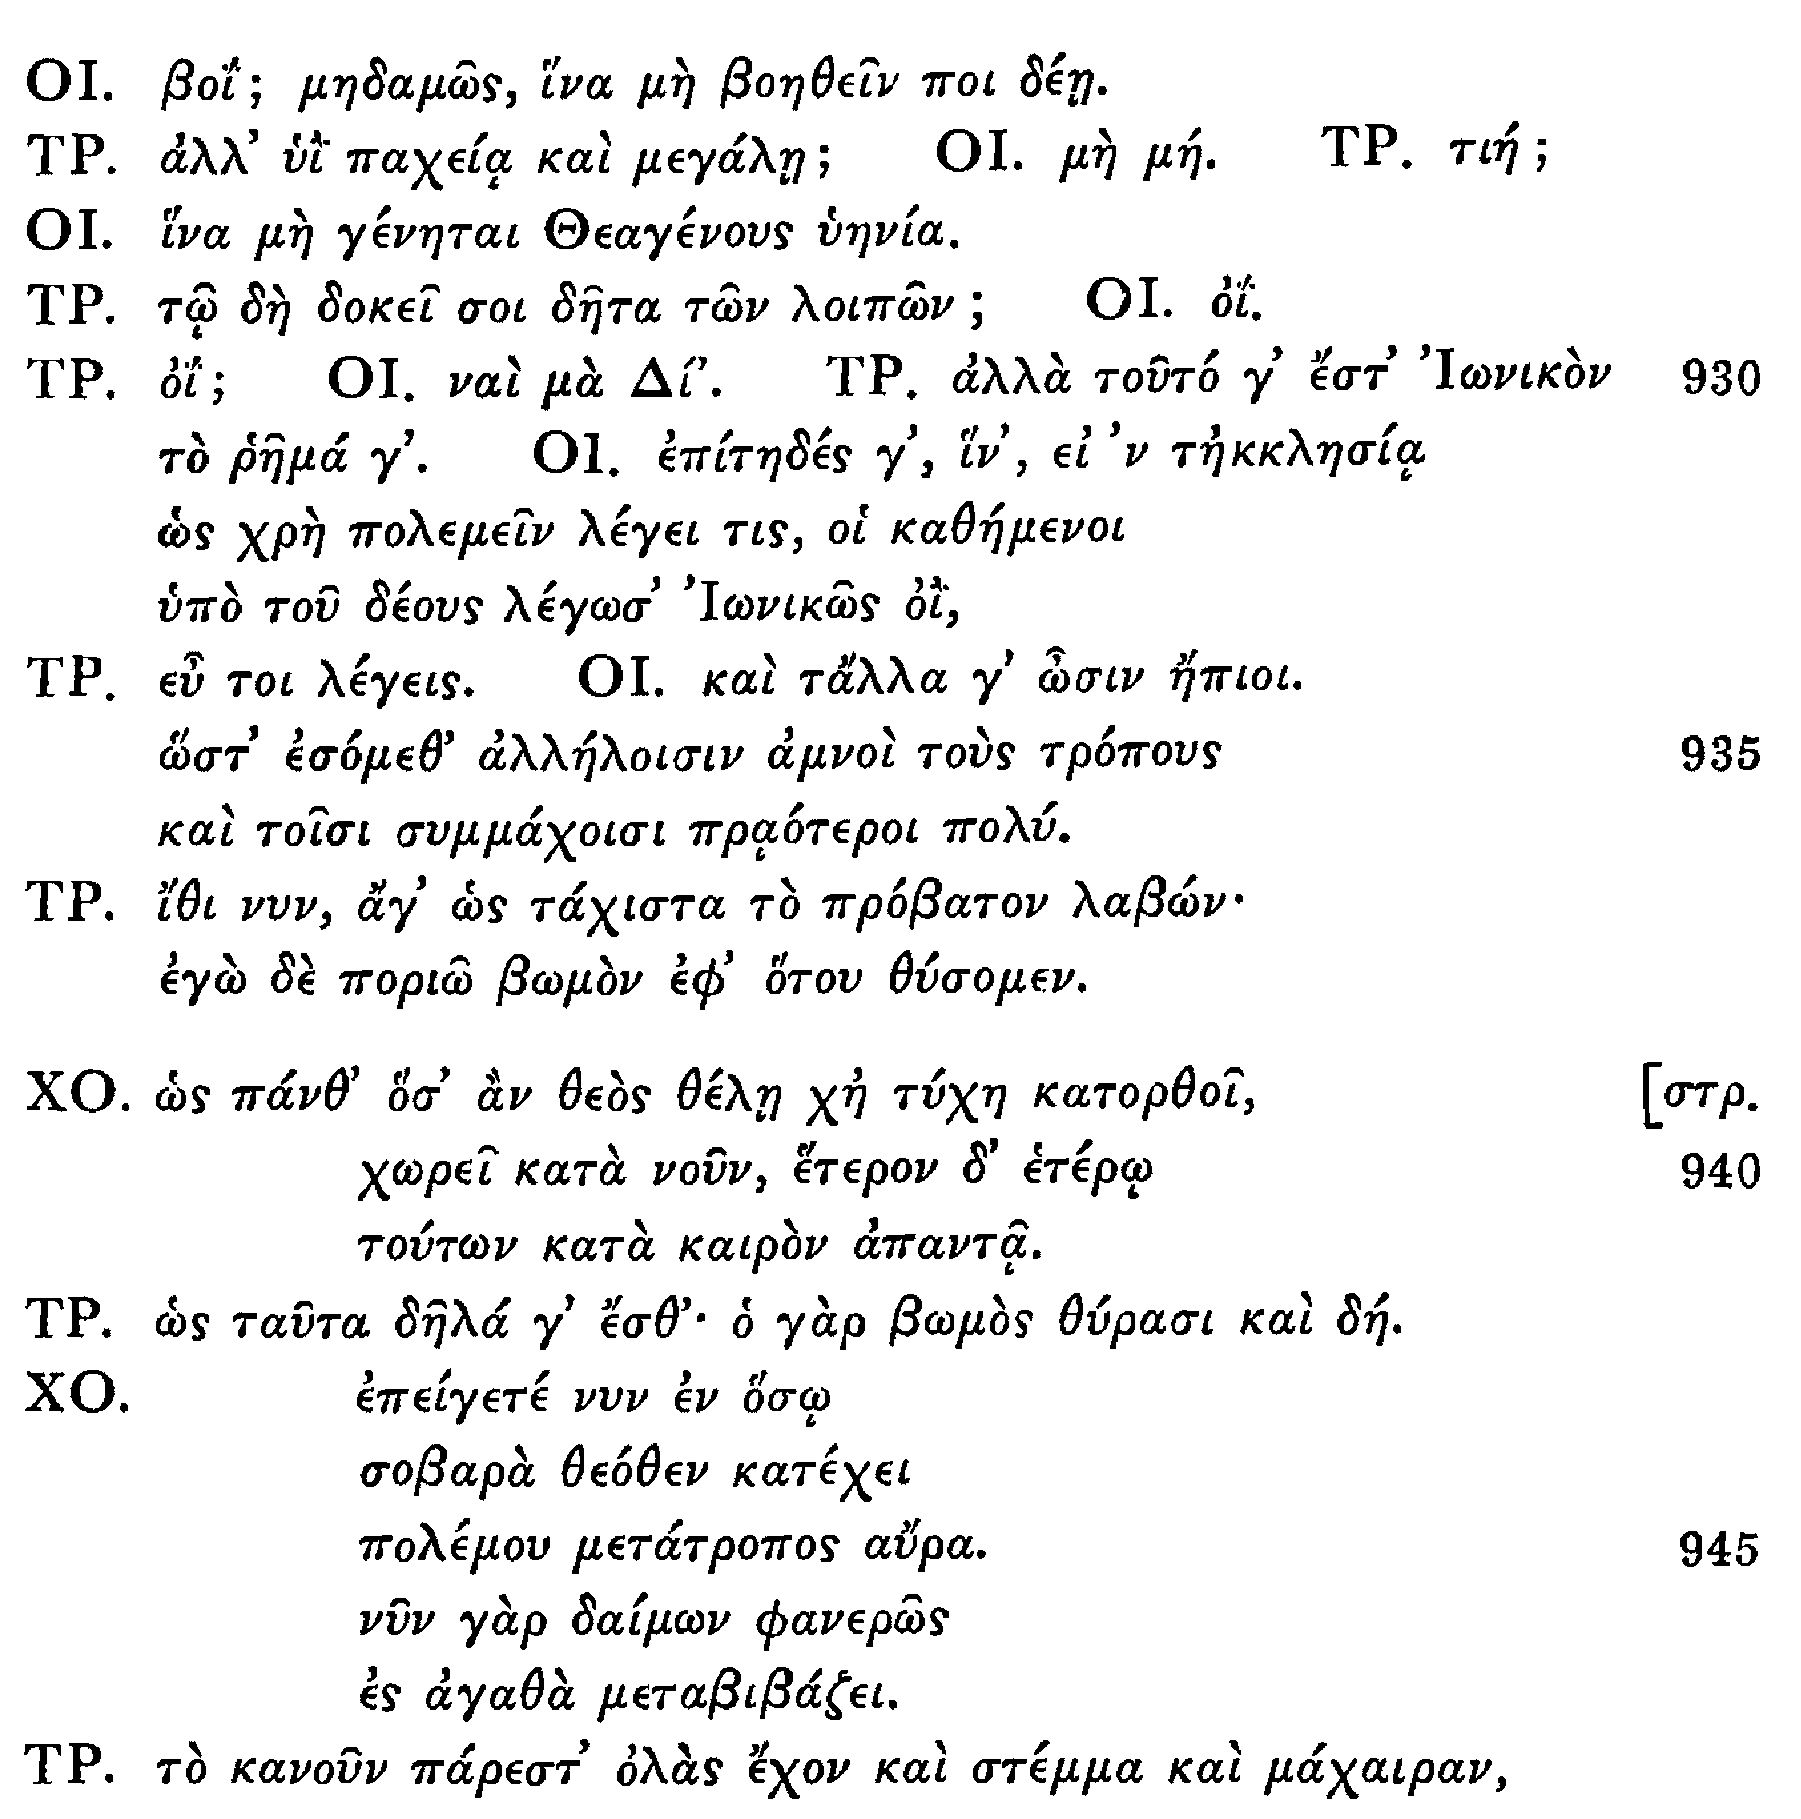 ΟΙ. βοΐ; μηδαμῶς, ἵνα μὴ βοηθεῖν ποι δέῃ.
ΤΡ. ἀλλ’ ὑῒ παχείᾳ καὶ μεγάλῃ; ΟΙ. μὴ μή. ΤΡ. τιή;
ΟΙ. ἵνα μὴ γένηται Θεαγένους ὑηνία.
ΤΡ. τῷ δὴ δοκεῖ σοι δῆτα τῶν λοιπῶν; ΟΙ. ὀΐ.
ΤΡ. ὀΐ; ΟΙ. ναὶ μὰ Δί’. ΤΡ. ἀλλὰ τοῦτό γ’ ἔστ’ Ἰωνικὸν 930
τὸ ῥῆμά γ’. ΟΙ. ἐπίτηδές γ’, ἵν’, εἰ ’ν τἠκκλησίᾳ
ὡς χρὴ πολεμεῖν λέγει τις, οἱ καθήμενοι
ὑπὸ τοῦ δέους λέγωσ’ Ἰωνικῶς ὀῒ,
ΤΡ. εὖ τοι λέγεις. ΟΙ. καὶ τἄλλα γ’ ὦσιν ἤπιοι.
ὥστ’ ἐσόμεθ’ ἀλλήλοισιν ἀμνοὶ τοὺς τρόπους 935
καὶ τοῖσι συμμάχοισι πρᾳότεροι πολύ.
ΤΡ. ἴθι νυν, ἄγ’ ὡς τάχιστα τὸ πρόβατον λαβών·
ἐγὼ δὲ ποριῶ βωμὸν ἐφ’ ὅτου θύσομεν.
ΧΟ. ὡς πάνθ’ ὅσ’ ἂν θεὸς θέλῃ χἠ τύχη κατορθοῖ, [στρ.
χωρεῖ κατὰ νοῦν, ἕτερον δ’ ἑτέρῳ 940
τούτων κατὰ καιρὸν ἀπαντᾷ.
ΤΡ. ὡς ταῦτα δῆλά γ’ ἔσθ’· ὁ γὰρ βωμὸς θύρασι καὶ δή.
ΧΟ. ἐπείγετέ νυν ἐν ὅσῳ
σοβαρὰ θεόθεν κατέχει
πολέμου μετάτροπος αὔρα. 945
νῦν γὰρ δαίμων φανερῶς
ἐς ἀγαθὰ μεταβιβάζει.
ΤΡ. τὸ κανοῦν πάρεστ’ ὀλὰς ἔχον καὶ στέμμα καὶ μάχαιραν,